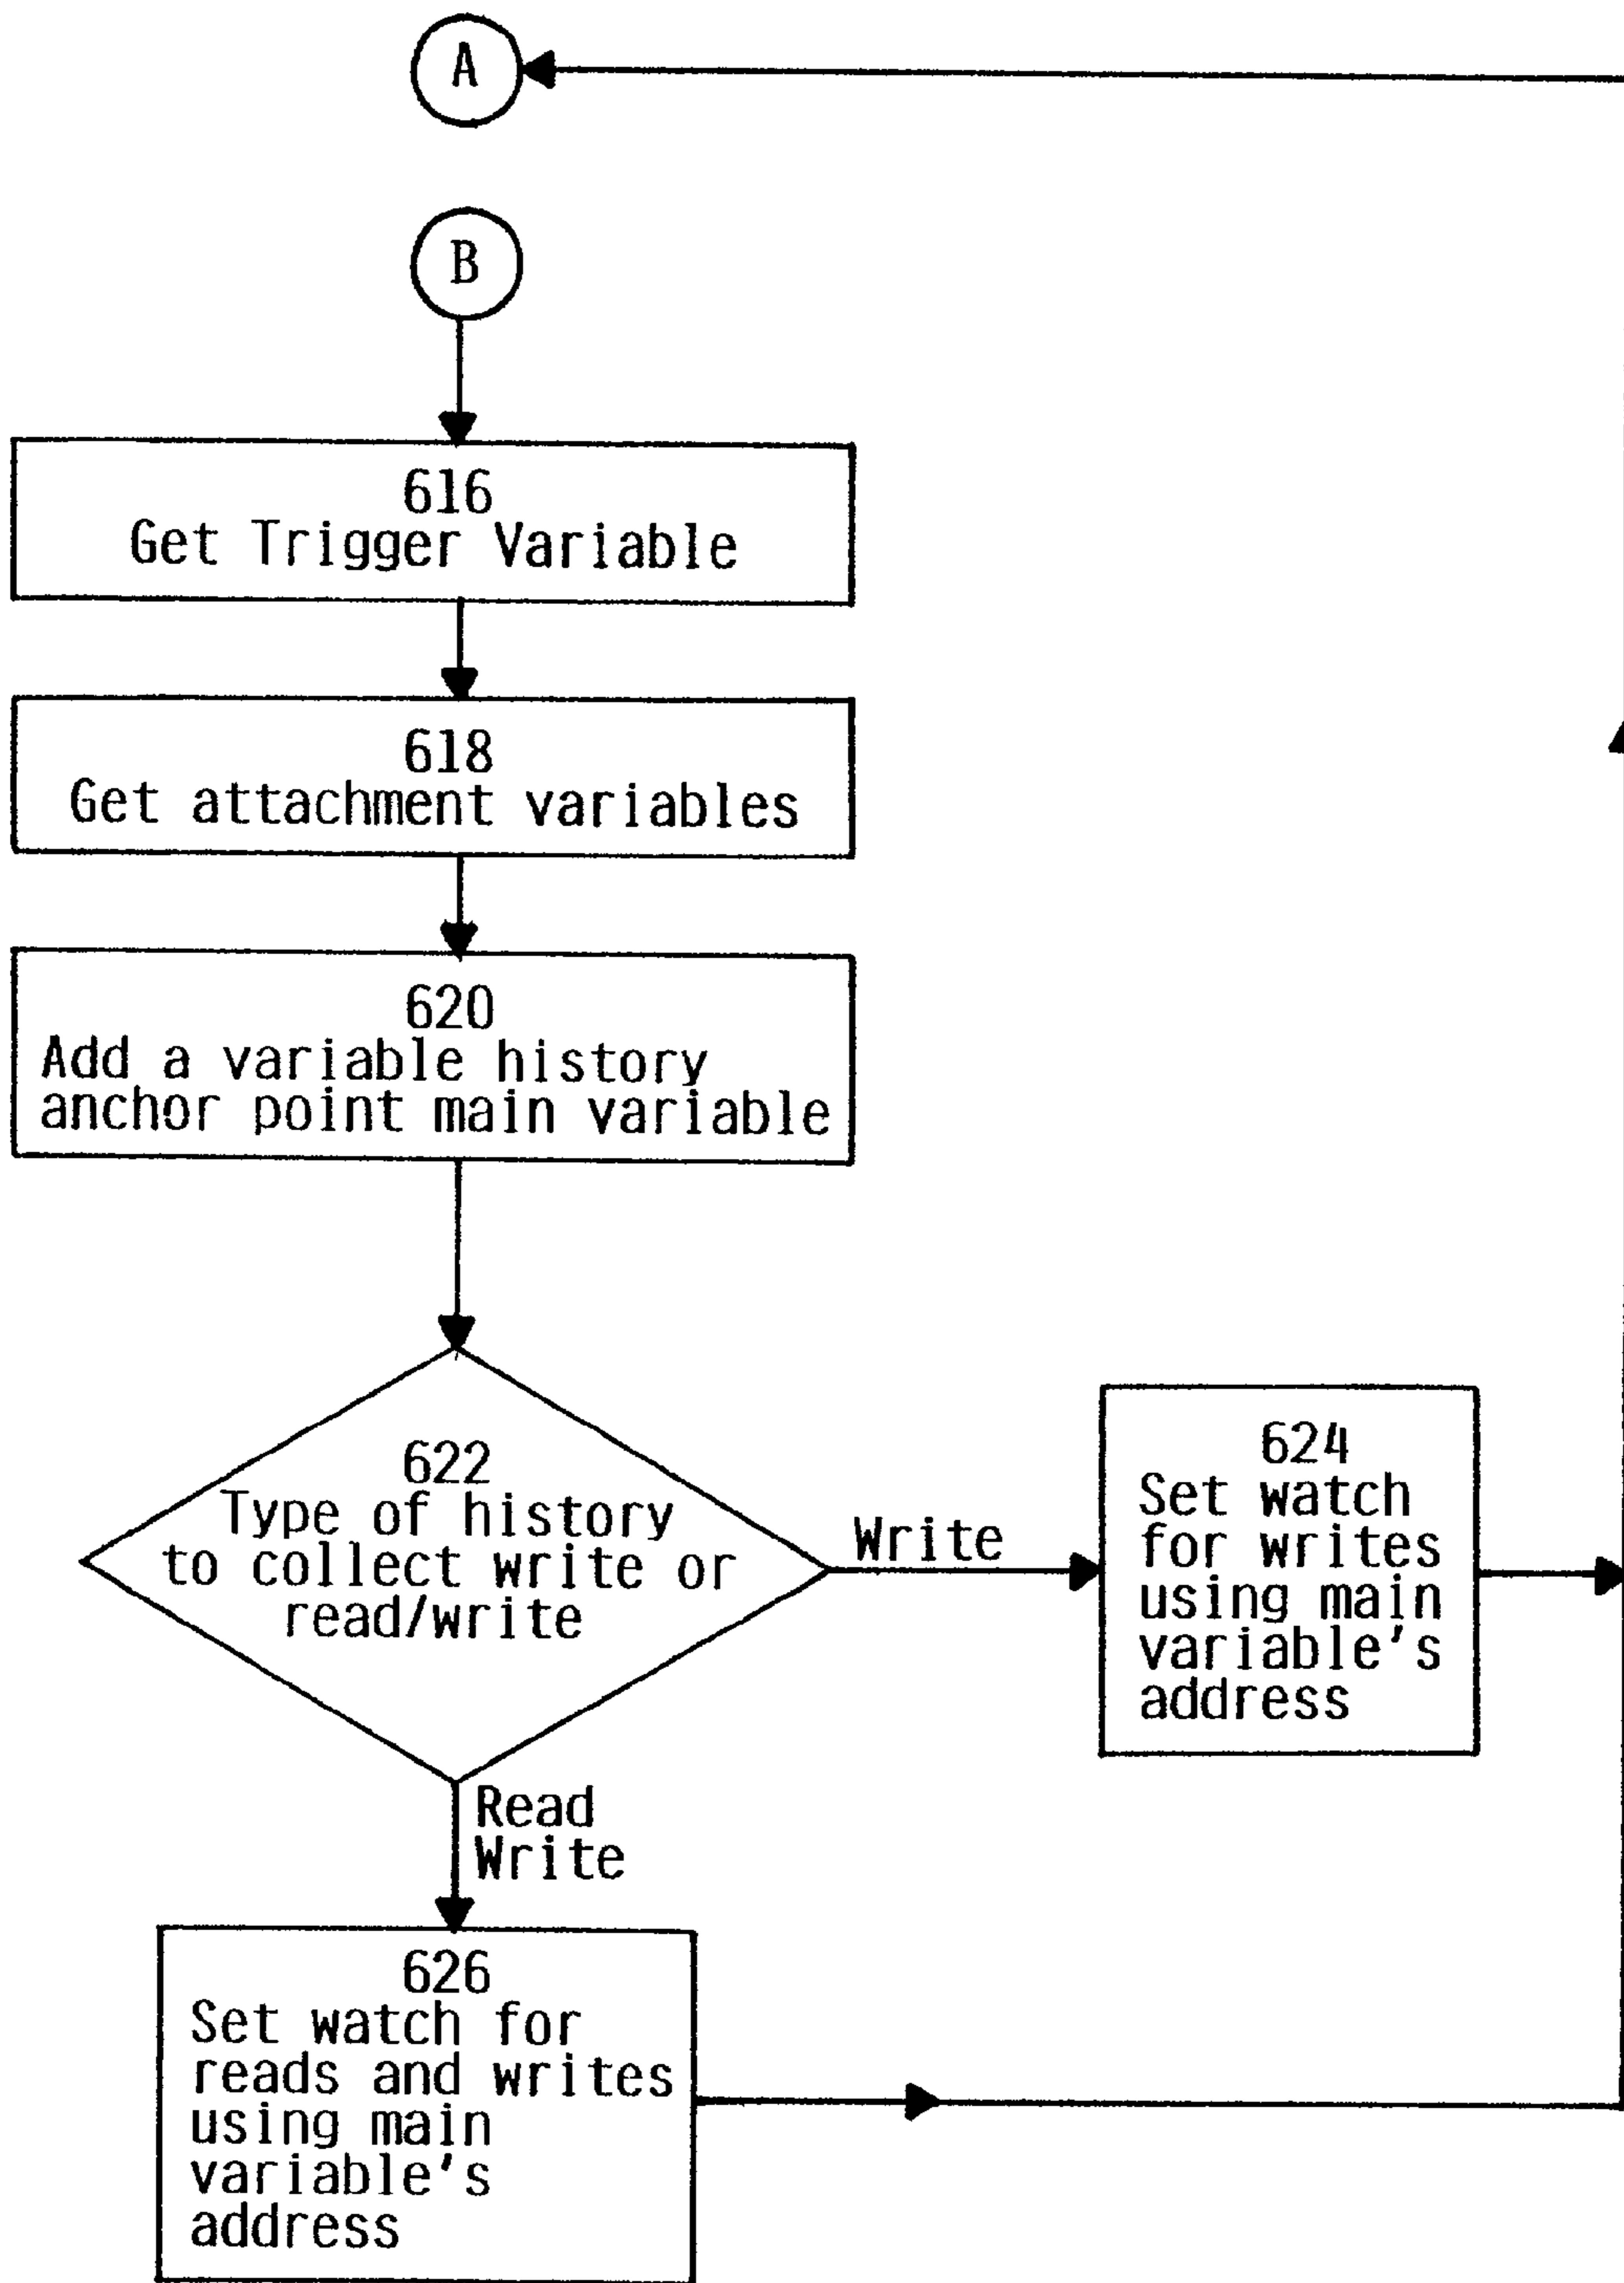 A
B
616
Get Trigger Variable
618
Get attachment variables
620
Add a variable history
anchor point main variable
622
Type of history
to collect write or
read/write
Write
624
Set watch
for writes
using main
variable's
address
Read
Write
626
Set watch for
reads and writes
using main
variable's
address